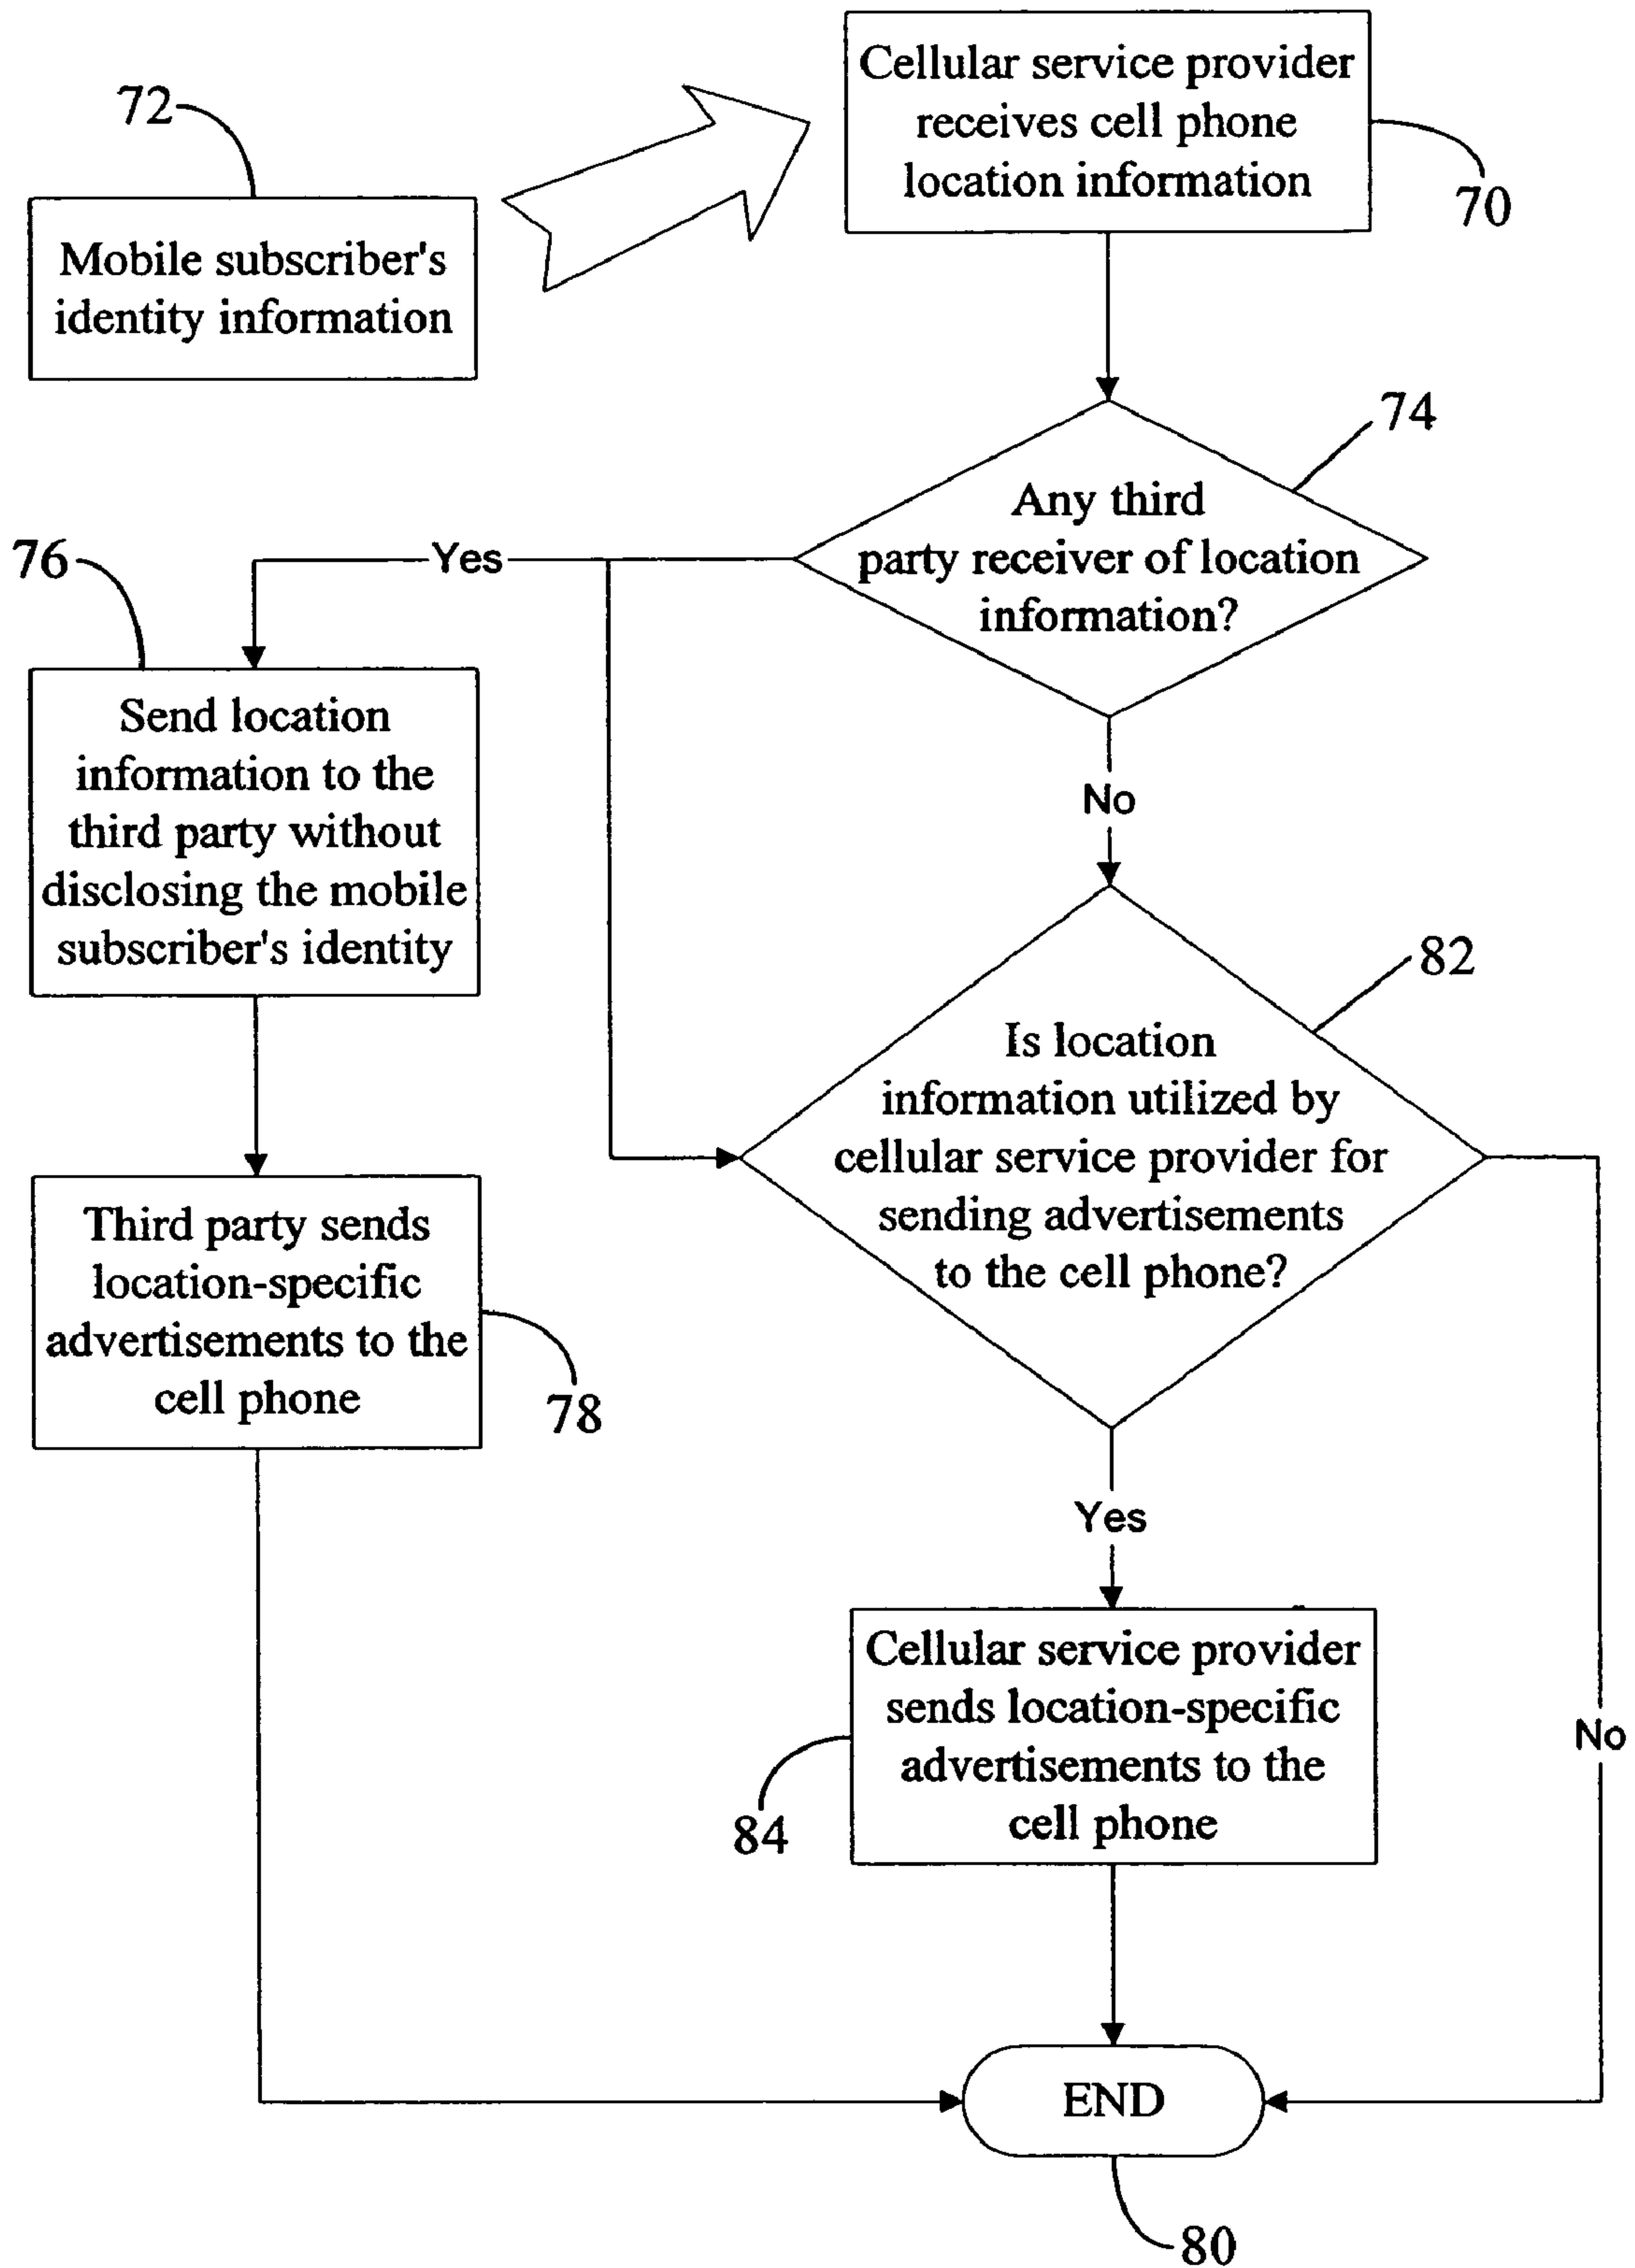 Cellular service provider
receives cell phone
location information
70
72
Mobile subscriber's
identity information
74
Any third
party receiver of location
information?
Yes
No
76
Send location
information to the
third party without
disclosing the mobile
subscriber's identity
82
Is location
information utilized by
cellular service provider for
sending advertisements
to the cell phone?
Third party sends
location-specific
advertisements to the
cell phone
78
Yes
No
Cellular service provider
sends location-specific
advertisements to the
cell phone
84
END
80